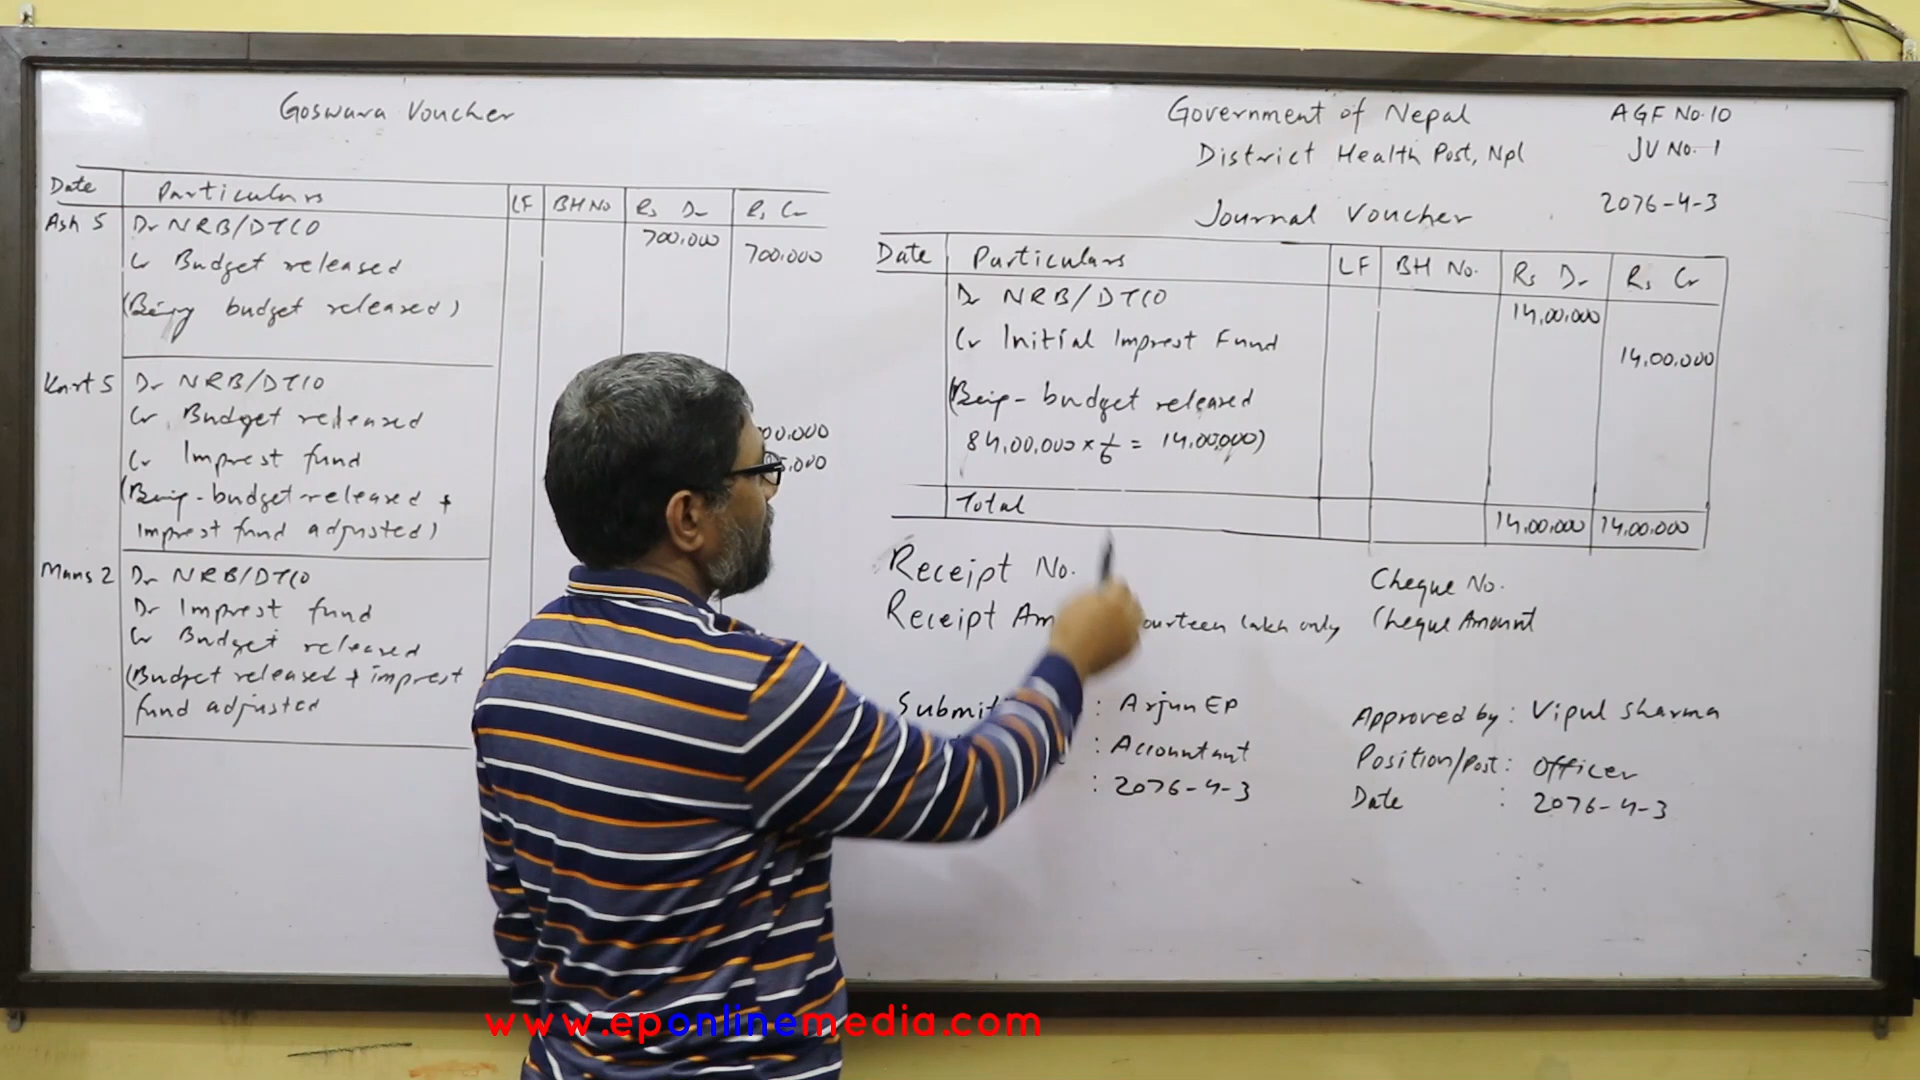 Goswara Voucher
Date Particulars LF BH No Rs Dr Rs Cr
Ash 5 Dr NRB/DTCO 700,000
Cr Budget released 700,000
(Being budget released)
Kart 5 Dr NRB/DTCO
Cr Budget released 00,000
Cr Imprest fund 5,000
(Being - budget released +
Imprest fund adjusted)
Mans 2 Dr NRB/DTCO
Dr Imprest fund
Cr Budget released
(Budget released + imprest
fund adjusted
Government of Nepal AGF No. 10
District Health Post, Npl JV No. 1
Journal Voucher 2076-4-3
Date Particulars LF BH No. Rs Dr Rs Cr
Dr NRB/DTCO 14,00,000
Cr Initial Imprest Fund 14,00,000
(Being - budget released
84,00,000 × 1/6 = 14,00,000)
Total 14,00,000 14,00,000
Receipt No. Cheque No.
Receipt Am ourteen lakh only Cheque Amount
Submit : Arjun EP Approved by : Vipul Sharma
: Accountant Position/Post : Officer
: 2076-4-3 Date : 2076-4-3
www.eponlinemedia.com